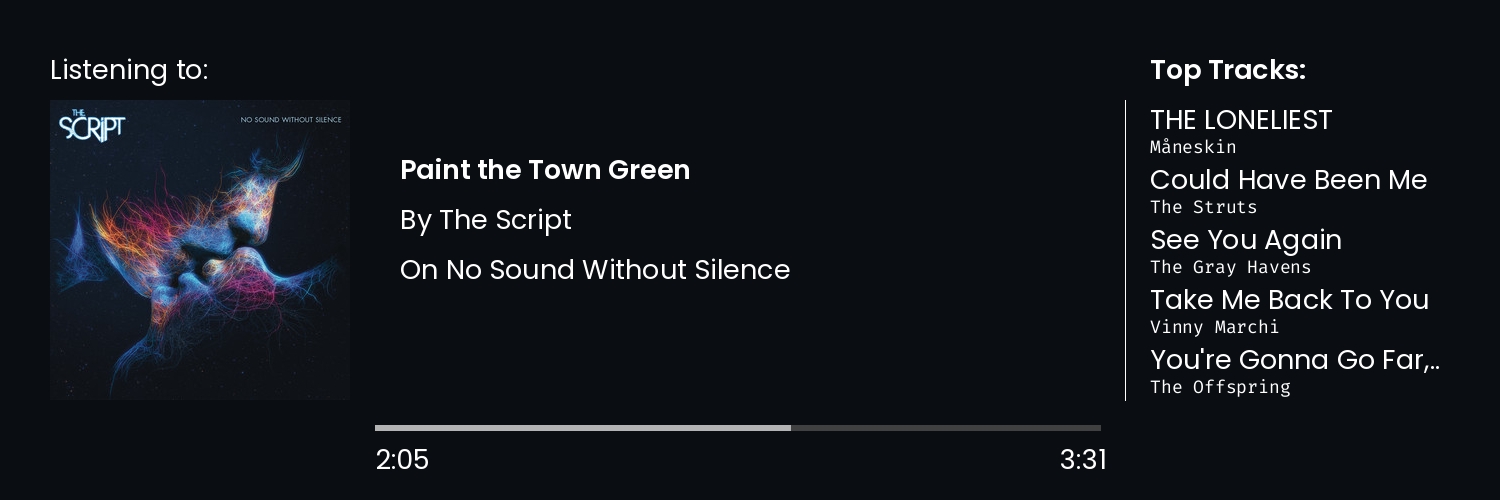 Listening to:
THE
SCRIPT
NO SOUND WITHOUT SILENCE
Paint the Town Green
By The Script
On No Sound Without Silence
2:05
3:31
Top Tracks:
THE LONELIEST
Måneskin
Could Have Been Me
The Struts
See You Again
The Gray Havens
Take Me Back To You
Vinny Marchi
You're Gonna Go Far,..
The Offspring